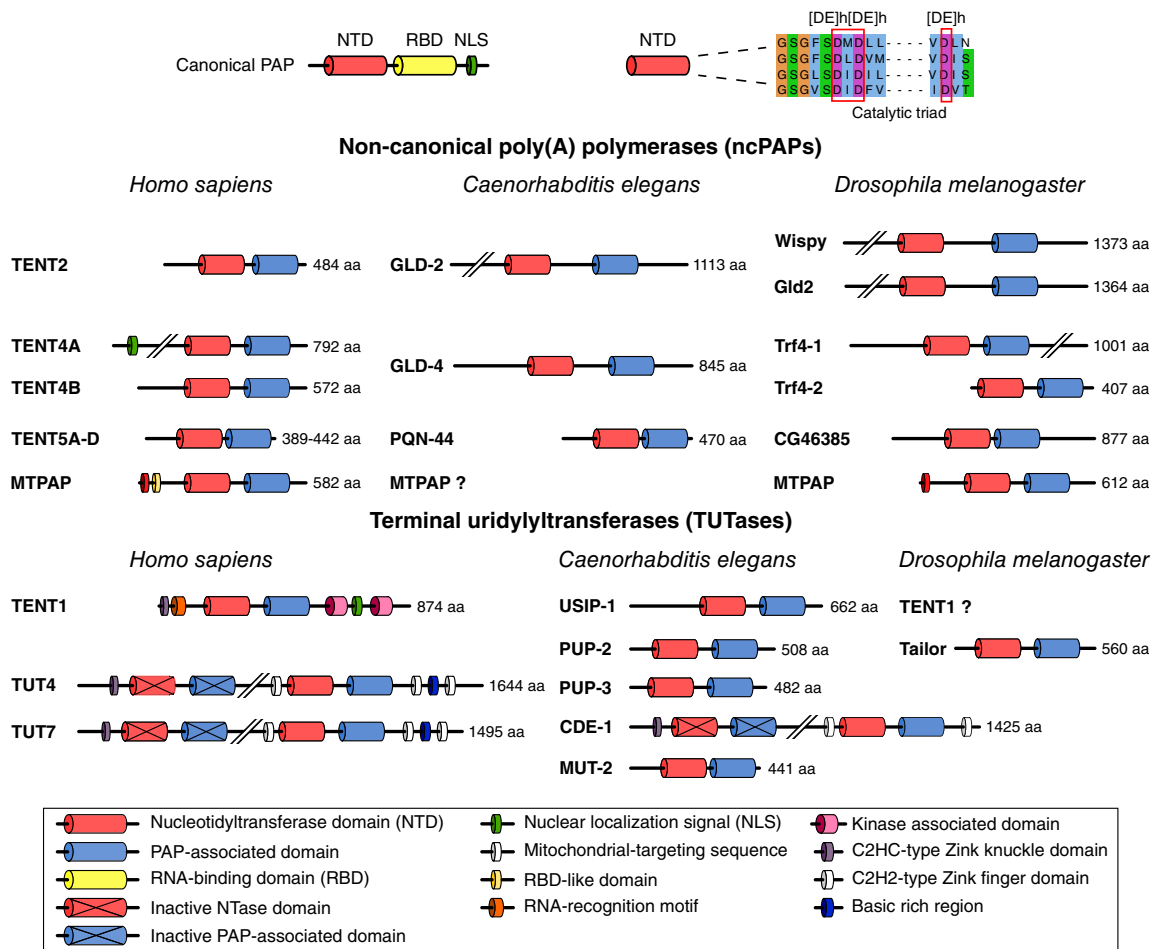 [DE]h[DE]h [DE]h
NTD RBD NLS NTD
Canonical PAP
G S G F S D M D L L - - - - V D L N
G S G F S D L D V M - - - - V D I S
G S G L S D I D I L - - - - V D I S
G S G V S D I D F V - - - - I D V T
Catalytic triad
Non-canonical poly(A) polymerases (ncPAPs)
Homo sapiens Caenorhabditis elegans Drosophila melanogaster
Wispy 1373 aa
TENT2 484 aa GLD-2 1113 aa
Gld2 1364 aa
TENT4A 792 aa Trf4-1 1001 aa
GLD-4 845 aa
TENT4B 572 aa Trf4-2 407 aa
TENT5A-D 389-442 aa PQN-44 470 aa CG46385 877 aa
MTPAP 582 aa MTPAP ? MTPAP 612 aa
Terminal uridylyltransferases (TUTases)
Homo sapiens Caenorhabditis elegans Drosophila melanogaster
TENT1 874 aa USIP-1 662 aa TENT1 ?
PUP-2 508 aa Tailor 560 aa
TUT4 1644 aa PUP-3 482 aa
TUT7 1495 aa CDE-1 1425 aa
MUT-2 441 aa
Nucleotidyltransferase domain (NTD) Nuclear localization signal (NLS) Kinase associated domain
PAP-associated domain Mitochondrial-targeting sequence C2HC-type Zink knuckle domain
RNA-binding domain (RBD) RBD-like domain C2H2-type Zink finger domain
Inactive NTase domain RNA-recognition motif Basic rich region
Inactive PAP-associated domain